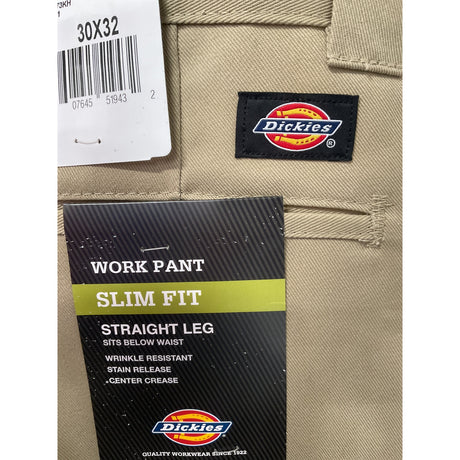 73KH
30X32
07645 51943 2
Dickies
®
WORK PANT
SLIM FIT
STRAIGHT LEG
SITS BELOW WAIST
WRINKLE RESISTANT
STAIN RELEASE
CENTER CREASE
Dickies
QUALITY WORKWEAR SINCE 1922